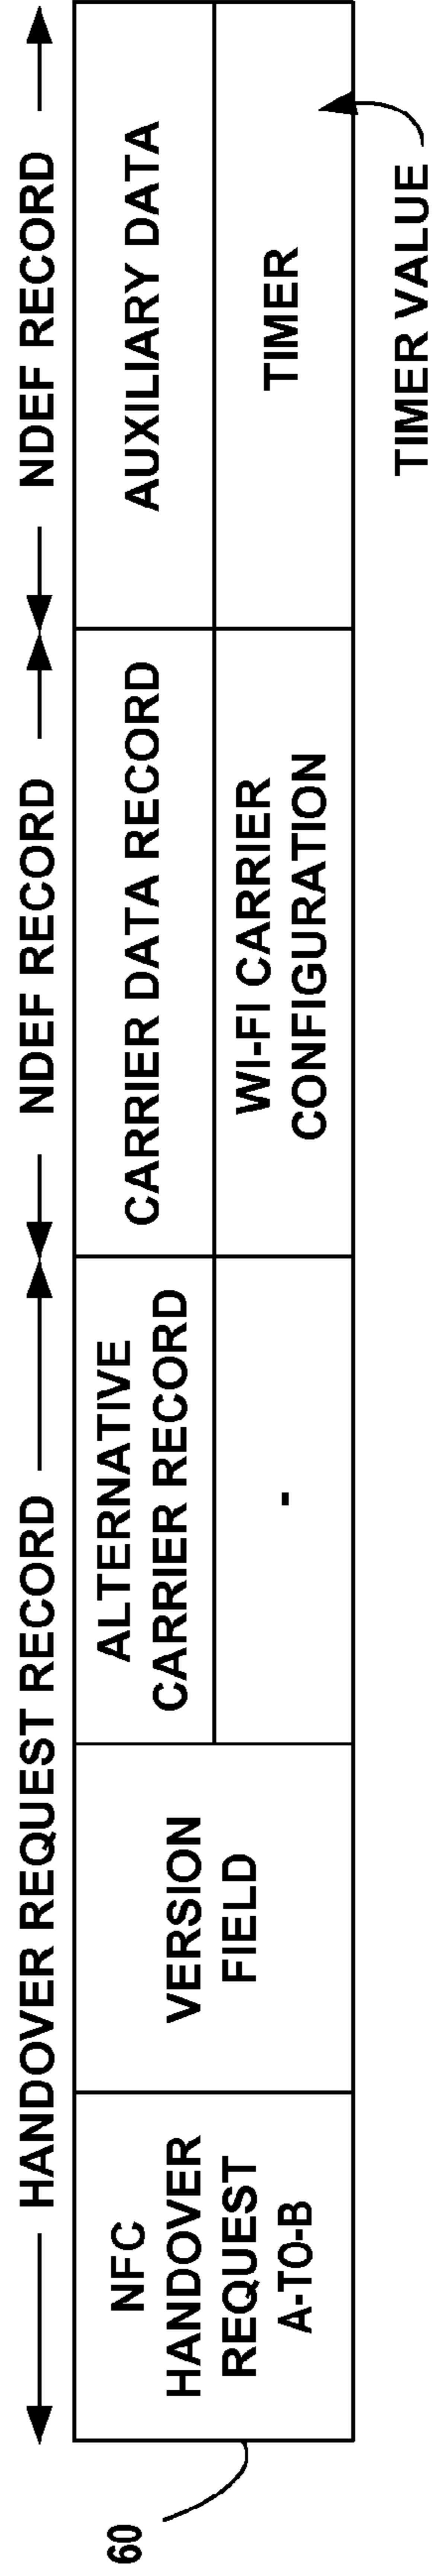 HANDOVER REQUEST RECORD
NDEF RECORD
NDEF RECORD
60
NFC
HANDOVER
REQUEST
A-TO-B
VERSION
FIELD
ALTERNATIVE
CARRIER RECORD
-
CARRIER DATA RECORD
WI-FI CARRIER
CONFIGURATION
AUXILIARY DATA
TIMER
TIMER VALUE